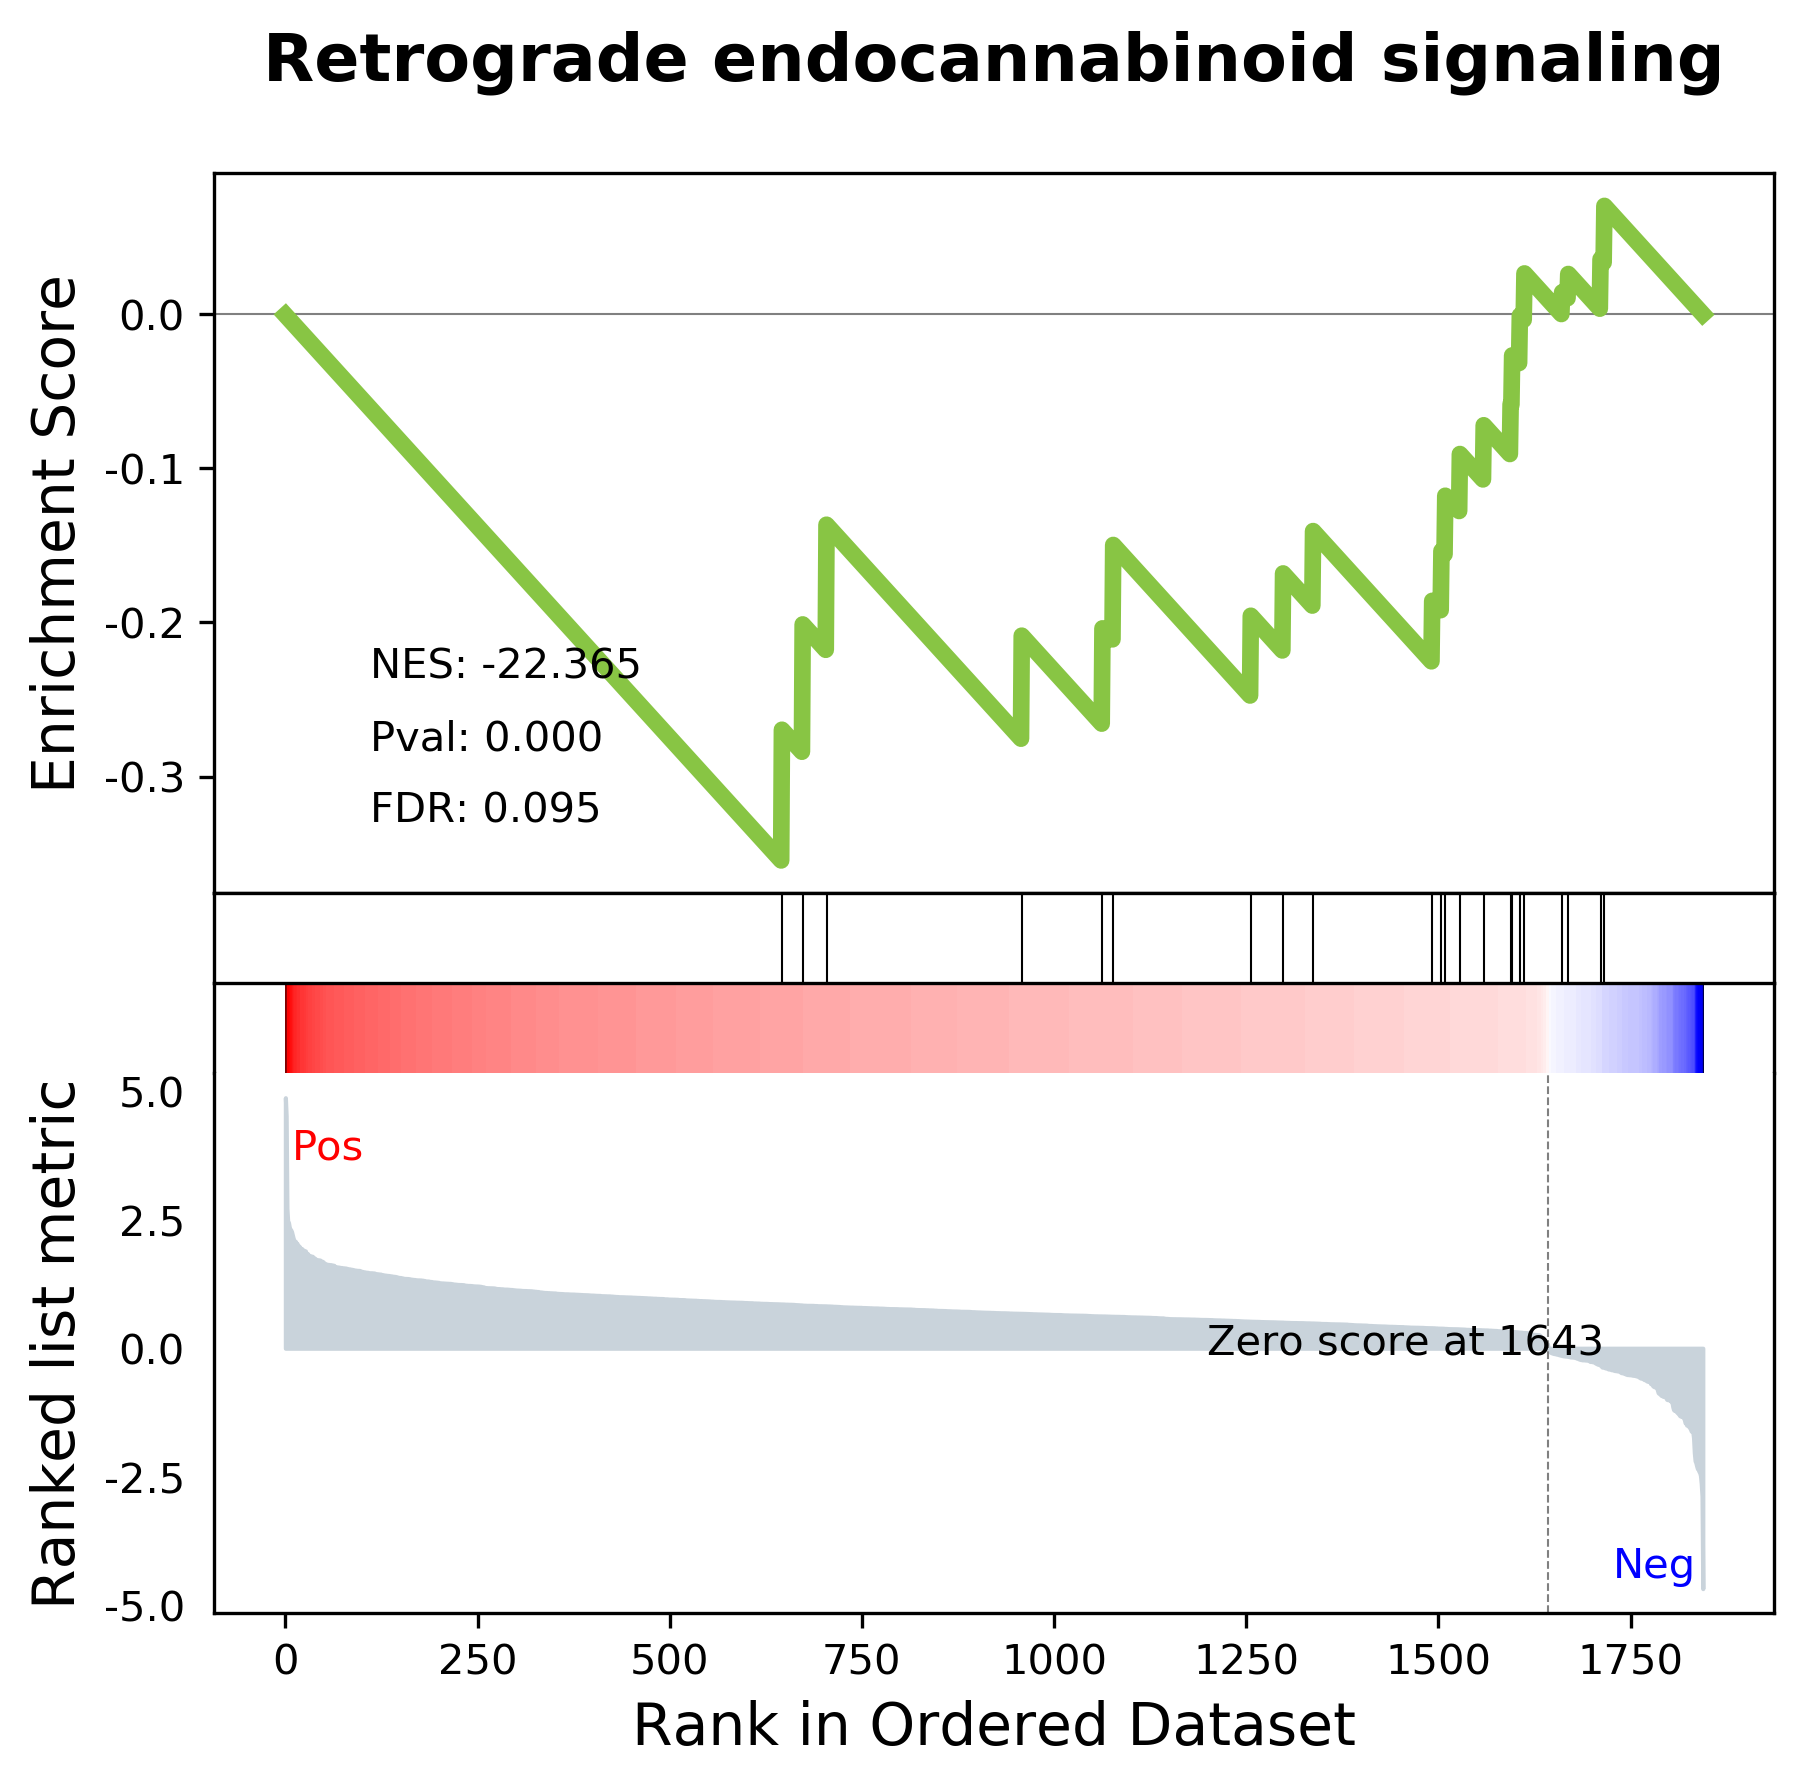 Retrograde endocannabinoid signaling
Enrichment Score
0.0
-0.1
-0.2
-0.3
NES: -22.365
Pval: 0.000
FDR: 0.095
Ranked list metric
5.0
2.5
0.0
-2.5
-5.0
Pos
Zero score at 1643
Neg
0 250 500 750 1000 1250 1500 1750
Rank in Ordered Dataset